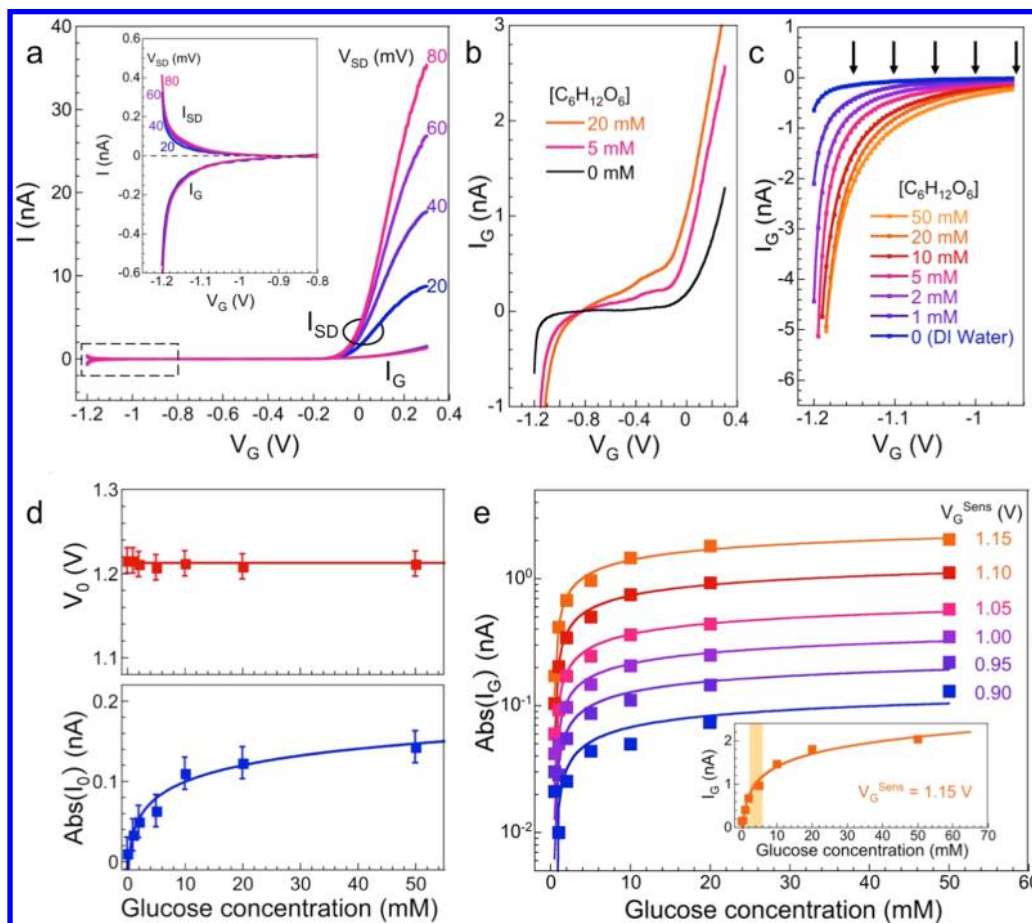 a
40
30
20
10
0
I (nA)
-1.2
-1
-0.8
-0.6
-0.4
-0.2
0
0.2
0.4
V_G (V)
V_SD (mV)
80
60
40
20
I_SD
I_G
0.6
0.4
0.2
0
-0.2
-0.4
-0.6
I (nA)
V_SD (mV)
80
60
40
20
I_SD
I_G
-1.2
-1.1
-1
-0.9
-0.8
V_G (V)
b
3
2
1
0
-1
I_G (nA)
[C6H12O6]
20 mM
5 mM
0 mM
-1.2
-0.8
-0.4
0
0.4
V_G (V)
c
0
-1
-2
-3
-4
-5
-6
I_G (nA)
[C6H12O6]
50 mM
20 mM
10 mM
5 mM
2 mM
1 mM
0 (DI Water)
-1.2
-1.1
-1
V_G (V)
d
1.3
1.2
1.1
V_0 (V)
0.2
0.1
0
Abs(I_0) (nA)
0
10
20
30
40
50
Glucose concentration (mM)
e
10^0
10^-1
10^-2
Abs(I_G) (nA)
V_G^Sens (V)
1.15
1.10
1.05
1.00
0.95
0.90
0
10
20
30
40
50
60
Glucose concentration (mM)
2
1
0
I_G (nA)
V_G^Sens = 1.15 V
0
10
20
30
40
50
60
70
Glucose concentration (mM)